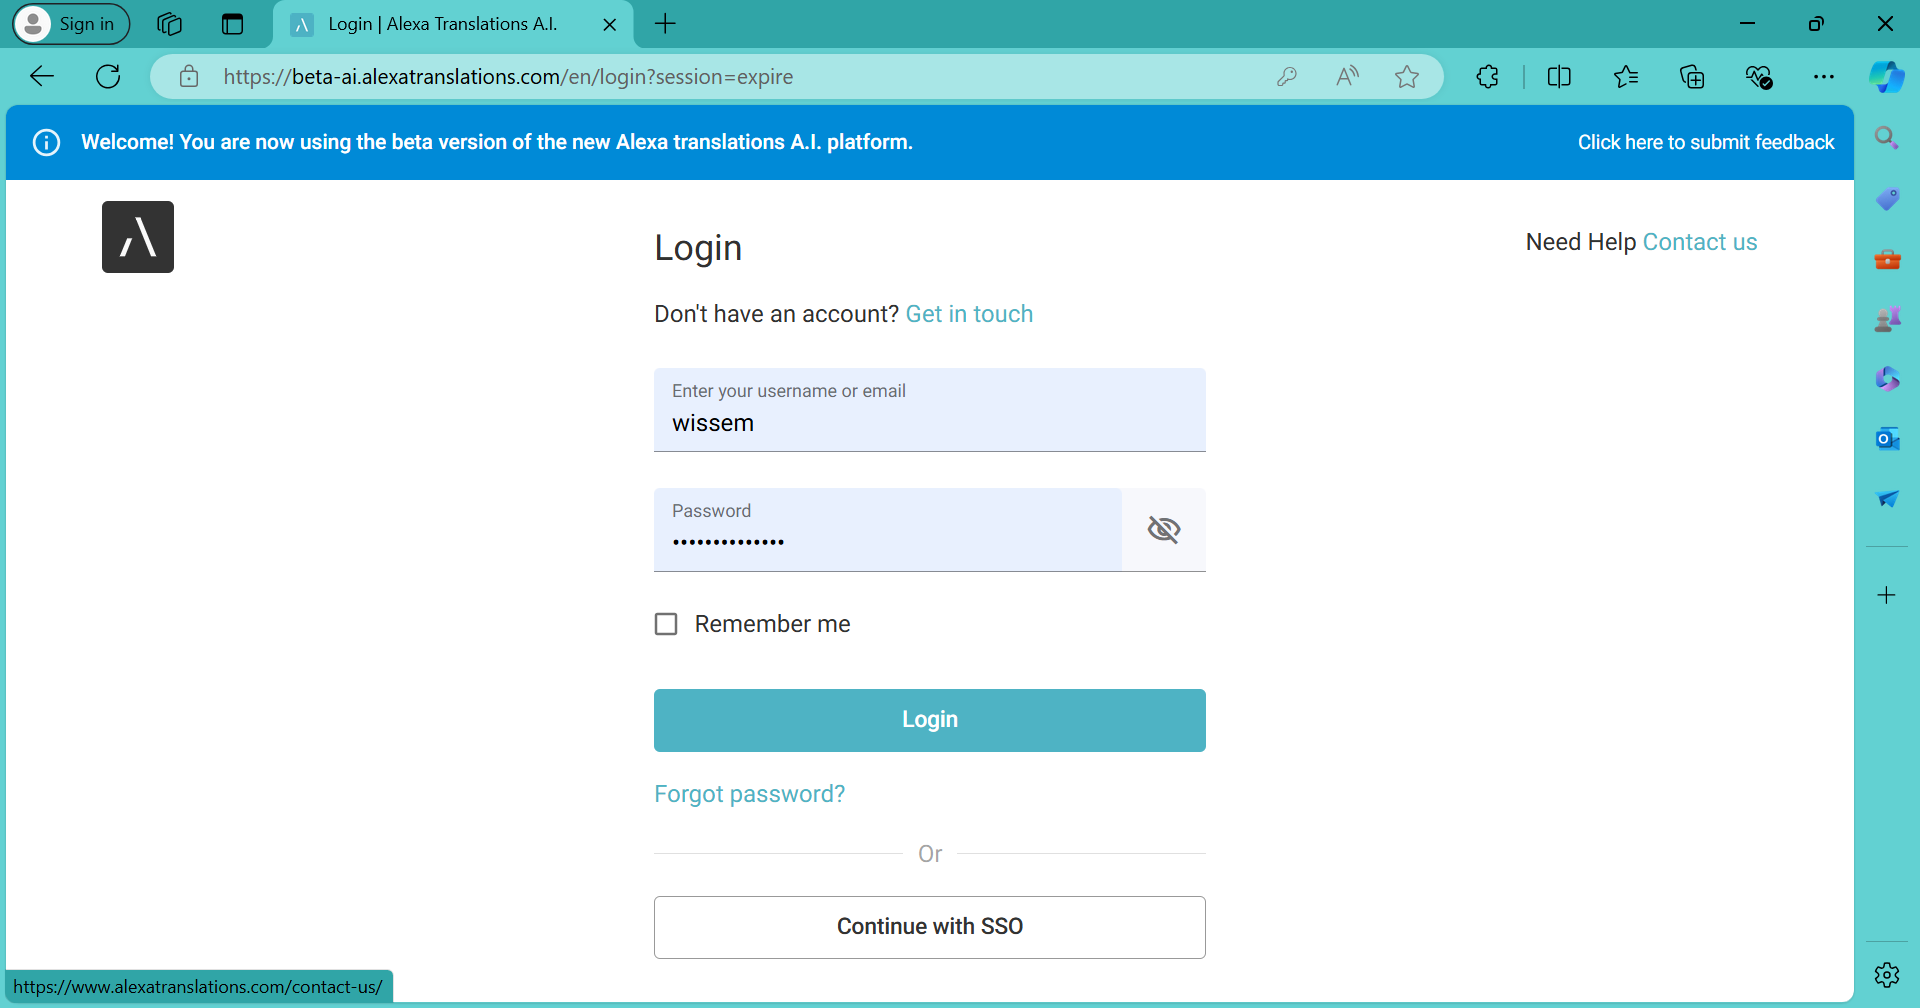 Sign in
Login | Alexa Translations A.I.
https://beta-ai.alexatranslations.com/en/login?session=expire
Welcome! You are now using the beta version of the new Alexa translations A.I. platform.
Click here to submit feedback
Login
Need Help Contact us
Don't have an account? Get in touch
Enter your username or email
wissem
Password
••••••••••••••
Remember me
Login
Forgot password?
Or
Continue with SSO
https://www.alexatranslations.com/contact-us/